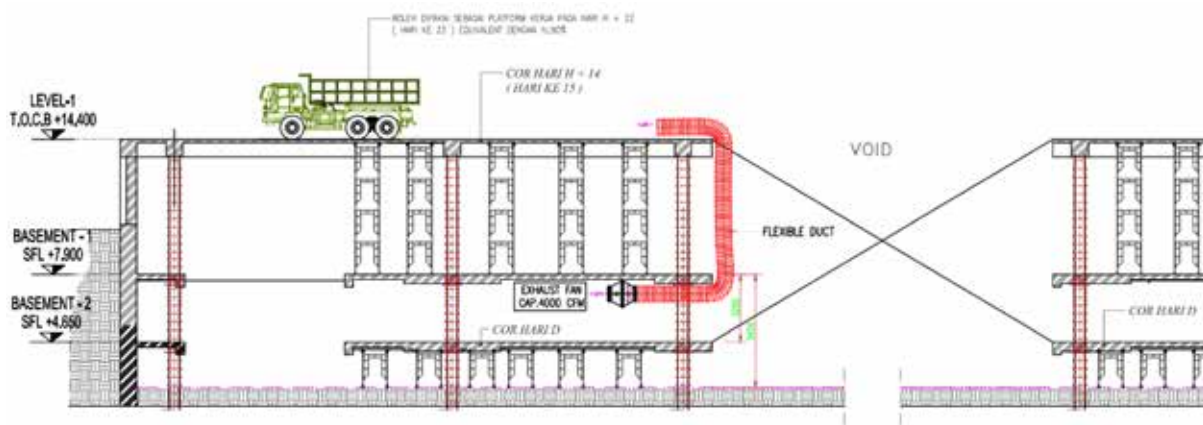 BOLEH DIPAKAI SEBAGAI PLATFORM KERJA PADA HARI H + 22
( HARI KE 23 ) EQUIVALENT DENGAN
COR HARI H + 14
( HARI KE 15 )
LEVEL-1
T.O.C.B +14,400
VOID
BASEMENT -1
SFL +7,900
FLEXIBLE DUCT
EXHAUST FAN
CAP.4000 CFM
BASEMENT -2
SFL +4,650
COR HARI D
COR HARI D